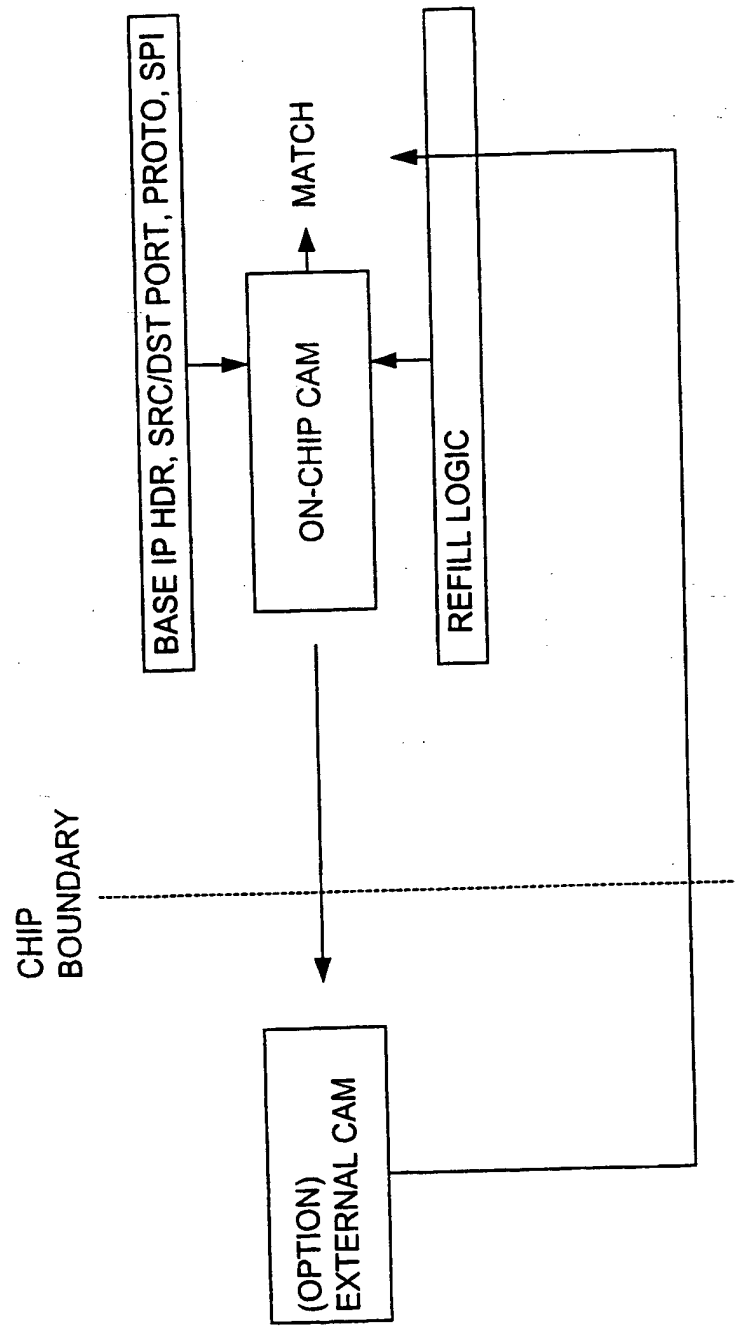 CHIP
BOUNDARY
BASE IP HDR, SRC/DST PORT, PROTO, SPI
(OPTION)
EXTERNAL CAM
ON-CHIP CAM
MATCH
REFILL LOGIC